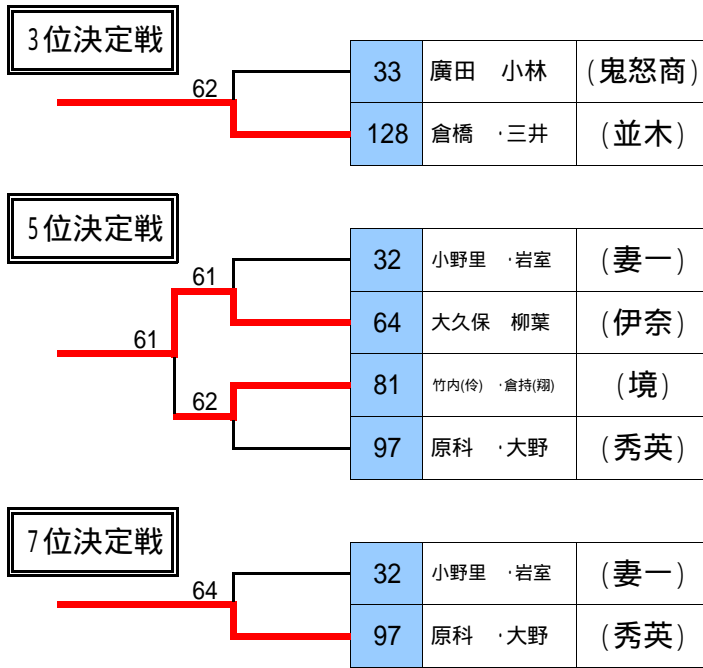 3位決定戦
62
33 廣田 小林 (鬼怒商)
128 倉橋 ・三井 (並木)
5位決定戦
32 小野里 ・岩室 (妻一)
61
64 大久保 柳葉 (伊奈)
61
81 竹内(伶) ・倉持(翔) (境)
62
97 原科 ・大野 (秀英)
7位決定戦
32 小野里 ・岩室 (妻一)
64
97 原科 ・大野 (秀英)